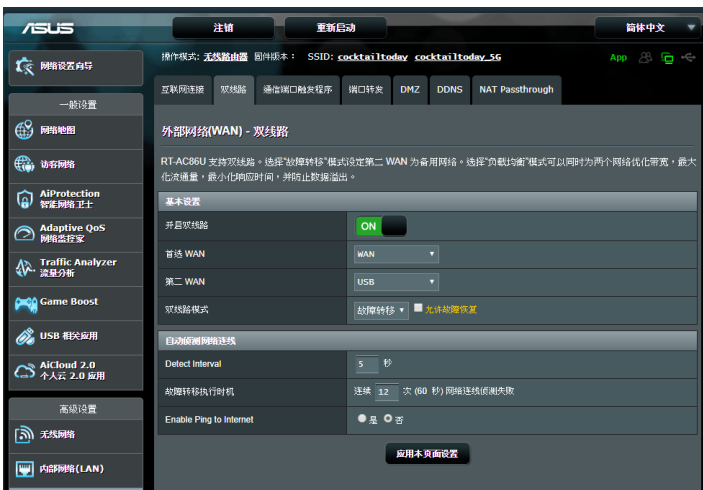 ASUS
注销
重新启动
简体中文
操作模式: 无线路由器 固件版本: SSID: cocktailtoday cocktailtoday_5G
App
网络设置向导
一般设置
网络地图
访客网络
AiProtection
智能网络卫士
Adaptive QoS
网络监控家
Traffic Analyzer
流量分析
Game Boost
USB 相关应用
AiCloud 2.0
个人云 2.0 应用
高级设置
无线网络
内部网络(LAN)
互联网连接 双线路 通信端口触发程序 端口转发 DMZ DDNS NAT Passthrough
外部网络(WAN) - 双线路
RT-AC86U 支持双线路。选择"故障转移"模式设定第二 WAN 为备用网络。选择"负载均衡"模式可以同时为两个网络优化带宽,最大
化流通量,最小化响应时间,并防止数据溢出。
基本设置
开启双线路 ON
首选 WAN WAN
第二 WAN USB
双线路模式 故障转移 允许故障恢复
自动侦测网络连线
Detect Interval 5 秒
故障转移执行时机 连续 12 次 (60 秒) 网络连线侦测失败
Enable Ping to Internet 是 否
应用本页面设置